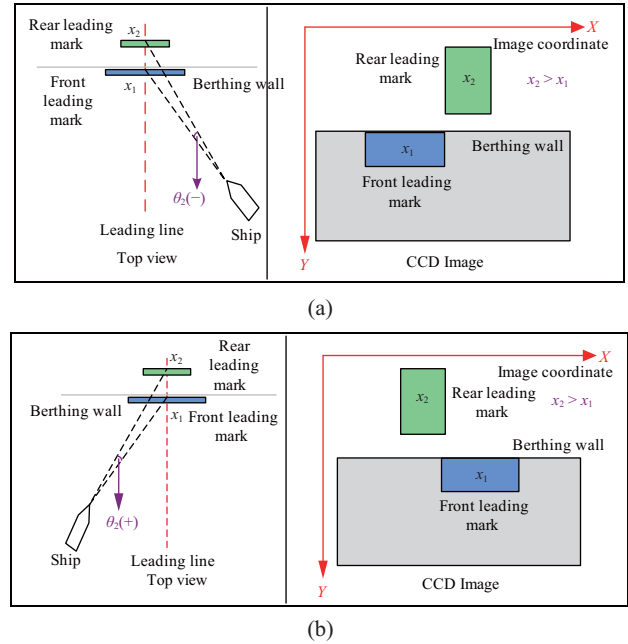 x2
Rear leading
mark
Front
leading
mark
x1
Berthing wall
θ2(−)
Leading line
Ship
Top view
X
Image coordinate
Rear leading
mark
x2
x2 > x1
Berthing wall
x1
Front leading
mark
Y
CCD Image
(a)
x2
Rear
leading
mark
Berthing wall
x1
Front leading
mark
θ2(+)
Ship
Leading line
Top view
X
Image coordinate
x2
Rear leading
mark
x2 > x1
Berthing wall
x1
Front leading
mark
Y
CCD Image
(b)